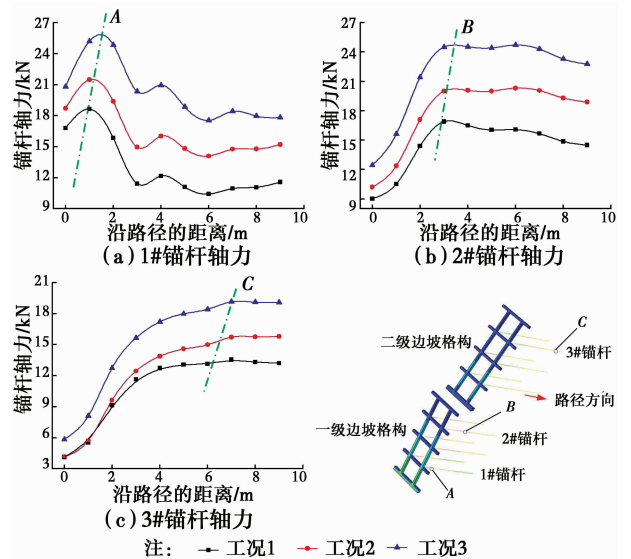 27
24
21
18
15
12
9
锚杆轴力/kN
A
0 2 4 6 8 10
沿路径的距离/m
(a)1#锚杆轴力
27
24
21
18
15
12
9
锚杆轴力/kN
B
0 2 4 6 8 10
沿路径的距离/m
(b)2#锚杆轴力
21
18
15
12
9
6
3
锚杆轴力/kN
C
0 2 4 6 8 10
沿路径的距离/m
(c)3#锚杆轴力
C
二级边坡格构
3#锚杆
路径方向
B
一级边坡格构
2#锚杆
1#锚杆
A
注: 工况1 工况2 工况3